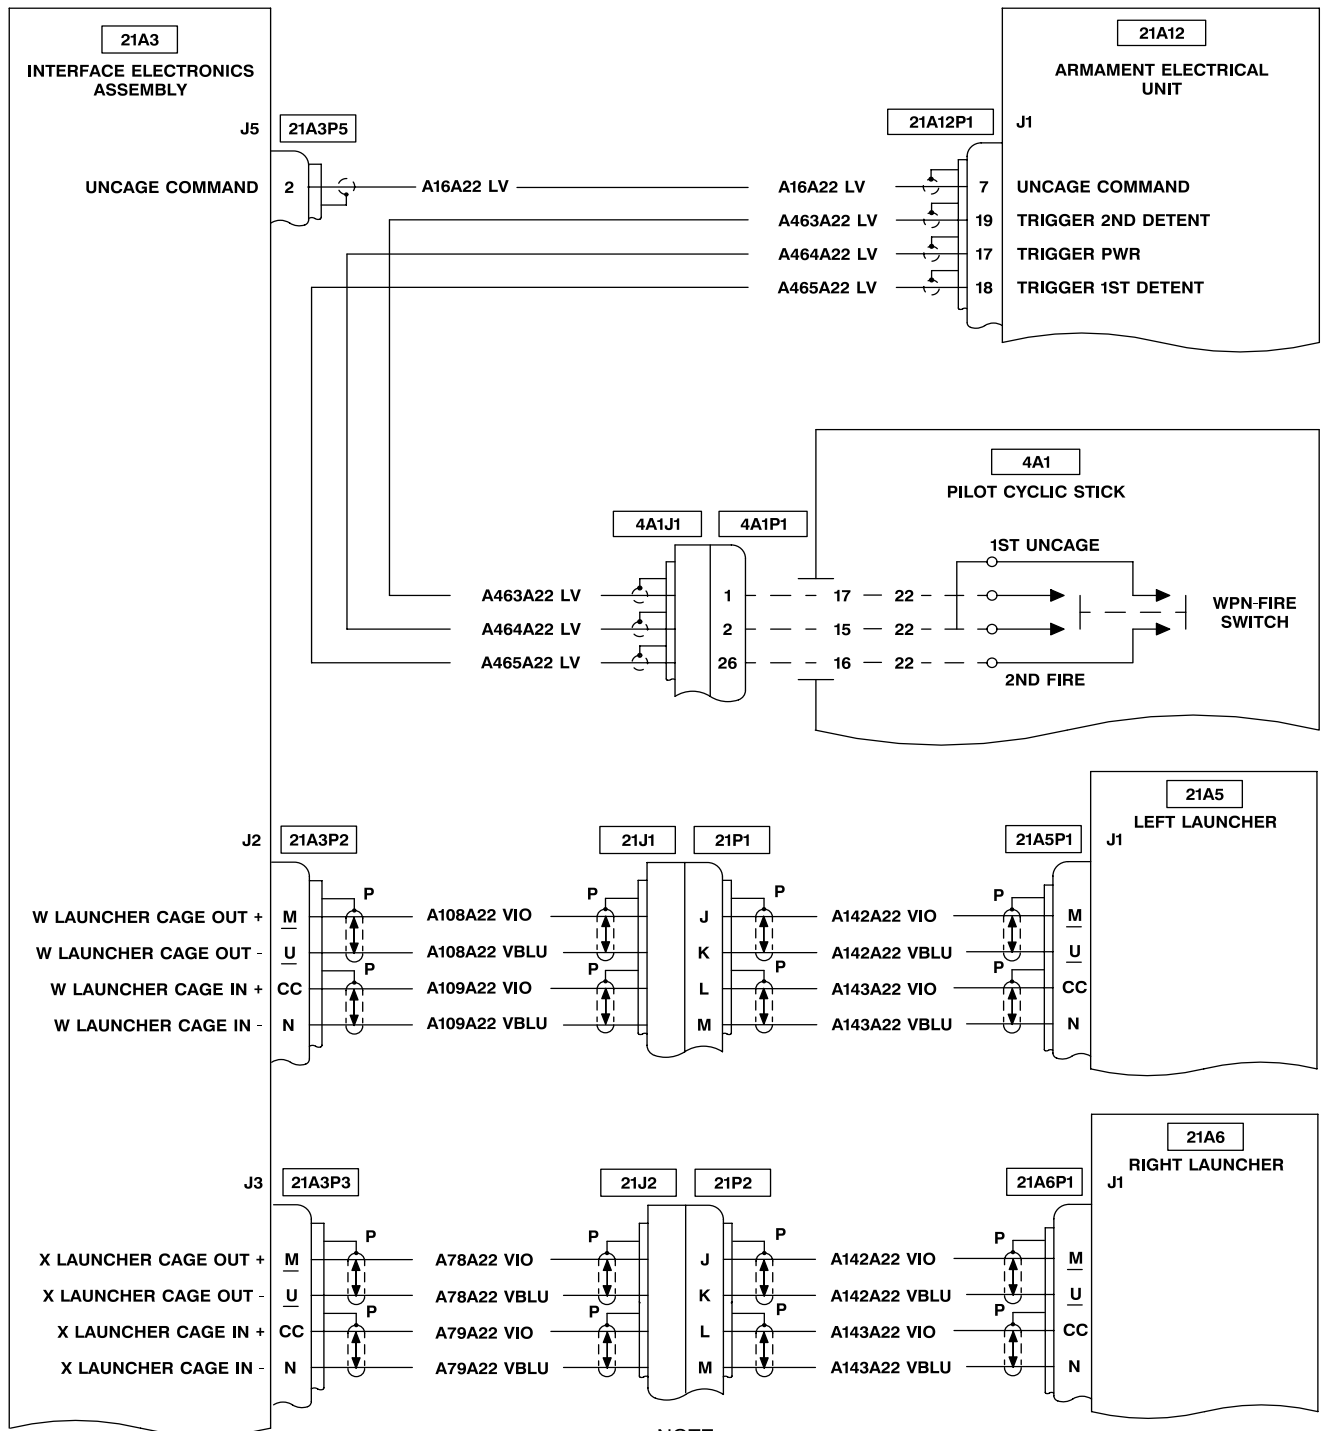 21A3
INTERFACE ELECTRONICS
ASSEMBLY
21A12
ARMAMENT ELECTRICAL
UNIT
J5 21A3P5
21A12P1 J1
UNCAGE COMMAND 2 A16A22 LV A16A22 LV 7 UNCAGE COMMAND
A463A22 LV 19 TRIGGER 2ND DETENT
A464A22 LV 17 TRIGGER PWR
A465A22 LV 18 TRIGGER 1ST DETENT
4A1
PILOT CYCLIC STICK
4A1J1 4A1P1
1ST UNCAGE
A463A22 LV 1 17 22
A464A22 LV 2 15 22
WPN-FIRE
SWITCH
A465A22 LV 26 16 22
2ND FIRE
21A5
LEFT LAUNCHER
J2 21A3P2 21J1 21P1 21A5P1 J1
P P P P
W LAUNCHER CAGE OUT + M A108A22 VIO J A142A22 VIO M
W LAUNCHER CAGE OUT - U A108A22 VBLU K A142A22 VBLU U
P P P P
W LAUNCHER CAGE IN + CC A109A22 VIO L A143A22 VIO CC
W LAUNCHER CAGE IN - N A109A22 VBLU M A143A22 VBLU N
21A6
RIGHT LAUNCHER
J3 21A3P3 21J2 21P2 21A6P1 J1
P P P P
X LAUNCHER CAGE OUT + M A78A22 VIO J A142A22 VIO M
X LAUNCHER CAGE OUT - U A78A22 VBLU K A142A22 VBLU U
P P P P
X LAUNCHER CAGE IN + CC A79A22 VIO L A143A22 VIO CC
X LAUNCHER CAGE IN - N A79A22 VBLU M A143A22 VBLU N